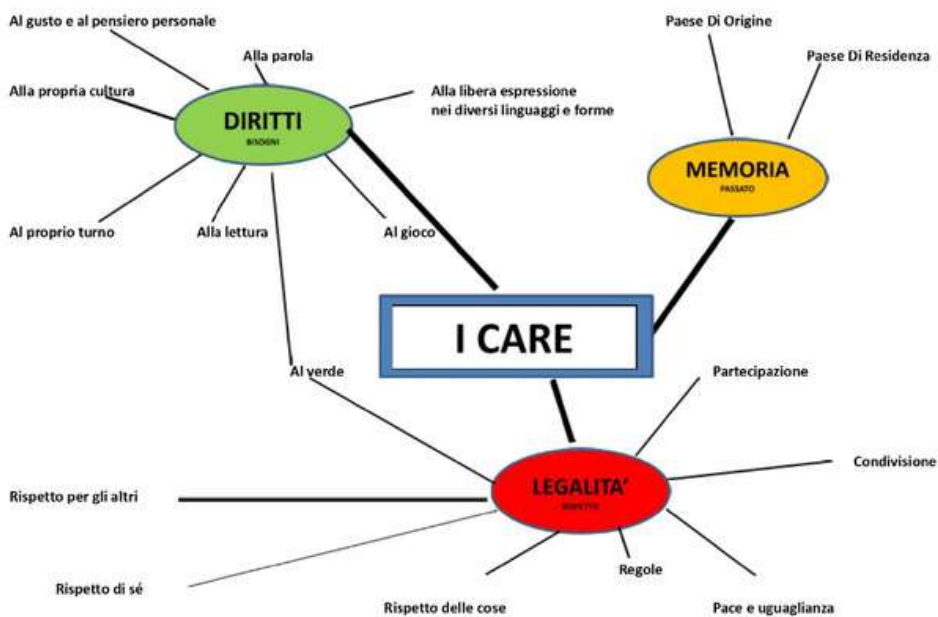 Al gusto e al pensiero personale
Paese Di Origine
Alla parola
Paese Di Residenza
Alla propria cultura
Alla libera espressione
nei diversi linguaggi e forme
DIRITTI
BISOGNI
MEMORIA
PASSATO
Al proprio turno
Alla lettura
Al gioco
I CARE
Al verde
Partecipazione
Condivisione
LEGALITA’
RISPETTO
Rispetto per gli altri
Regole
Rispetto di sé
Rispetto delle cose
Pace e uguaglianza